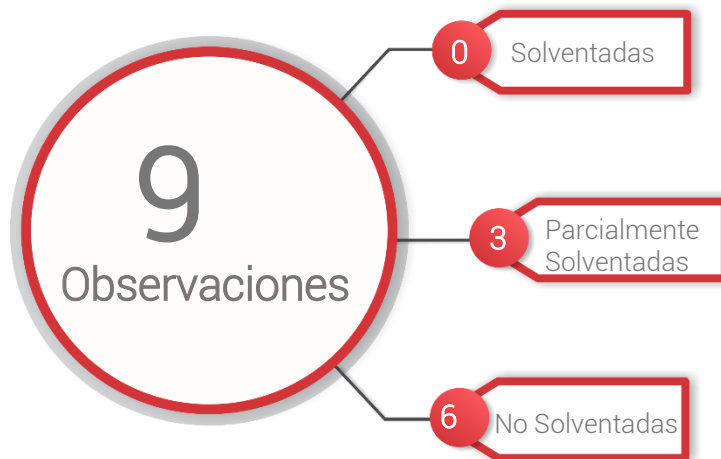 9
Observaciones
0
Solventadas
3
Parcialmente
Solventadas
6
No Solventadas